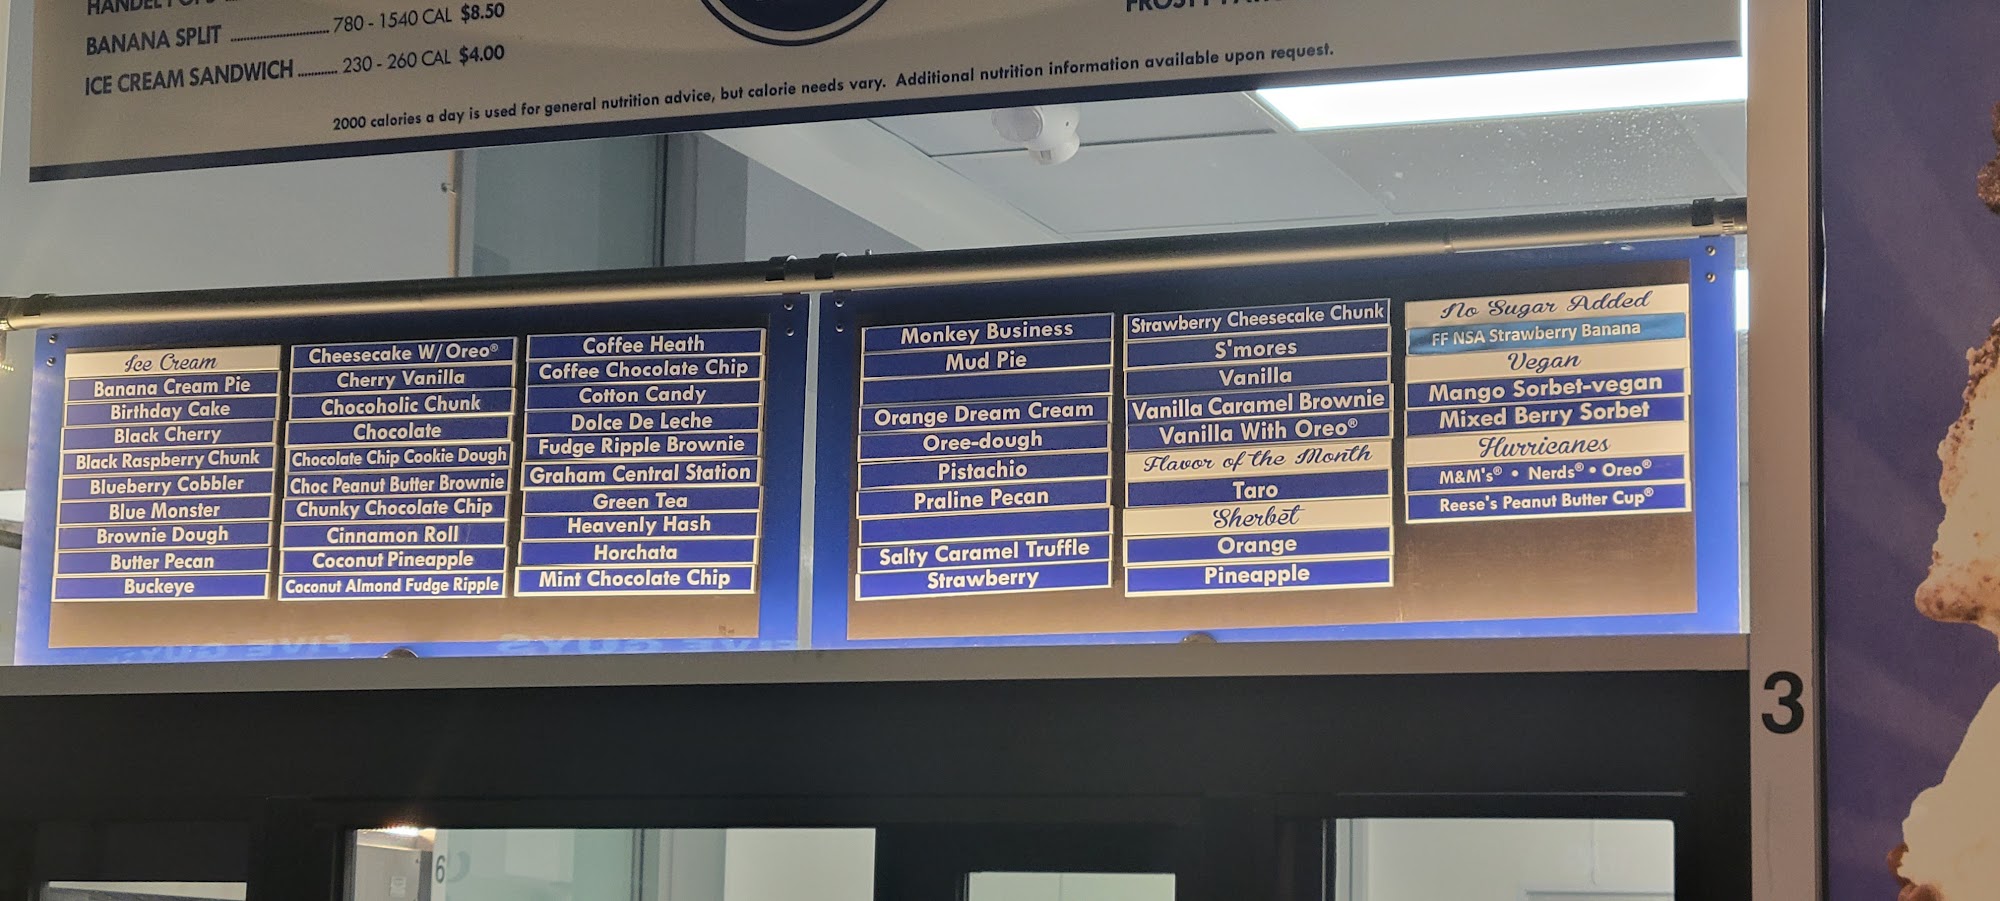 BANANA SPLIT ........ 780 - 1540 CAL $8.50
ICE CREAM SANDWICH ........ 230 - 260 CAL $4.00
2000 calories a day is used for general nutrition advice, but calorie needs vary. Additional nutrition information available upon request.
Ice Cream
Banana Cream Pie
Birthday Cake
Black Cherry
Black Raspberry Chunk
Blueberry Cobbler
Blue Monster
Brownie Dough
Butter Pecan
Buckeye
Cheesecake W/Oreo®
Cherry Vanilla
Chocoholic Chunk
Chocolate
Chocolate Chip Cookie Dough
Choc Peanut Butter Brownie
Chunky Chocolate Chip
Cinnamon Roll
Coconut Pineapple
Coconut Almond Fudge Ripple
Coffee Heath
Coffee Chocolate Chip
Cotton Candy
Dolce De Leche
Fudge Ripple Brownie
Graham Central Station
Green Tea
Heavenly Hash
Horchata
Mint Chocolate Chip
Monkey Business
Mud Pie
Orange Dream Cream
Oree-dough
Pistachio
Praline Pecan
Salty Caramel Truffle
Strawberry
Strawberry Cheesecake Chunk
S'mores
Vanilla
Vanilla Caramel Brownie
Vanilla With Oreo®
Flavor of the Month
Taro
Sherbet
Orange
Pineapple
No Sugar Added
FF NSA Strawberry Banana
Vegan
Mango Sorbet-vegan
Mixed Berry Sorbet
Hurricanes
M&M's® • Nerds® • Oreo®
Reese's Peanut Butter Cup®
FIVE GUYS
3
6